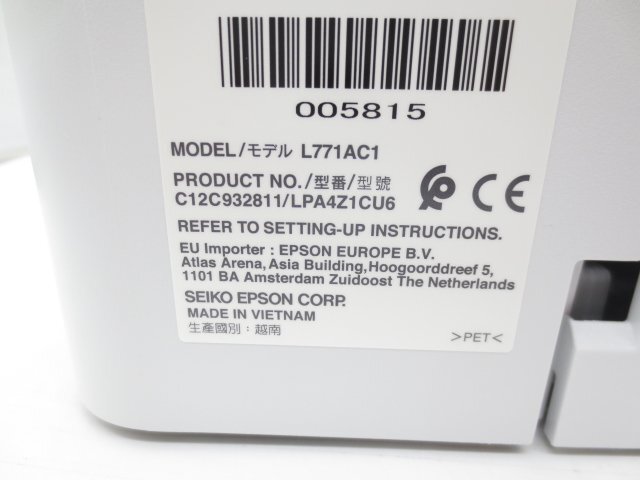 005815
MODEL/モデル L771AC1
PRODUCT NO./型番/型號
C12C932811/LPA4Z1CU6
REFER TO SETTING-UP INSTRUCTIONS.
EU Importer : EPSON EUROPE B.V.
Atlas Arena, Asia Building, Hoogoorddreef 5,
1101 BA Amsterdam Zuidoost The Netherlands
SEIKO EPSON CORP.
MADE IN VIETNAM
生產國別：越南
>PET<